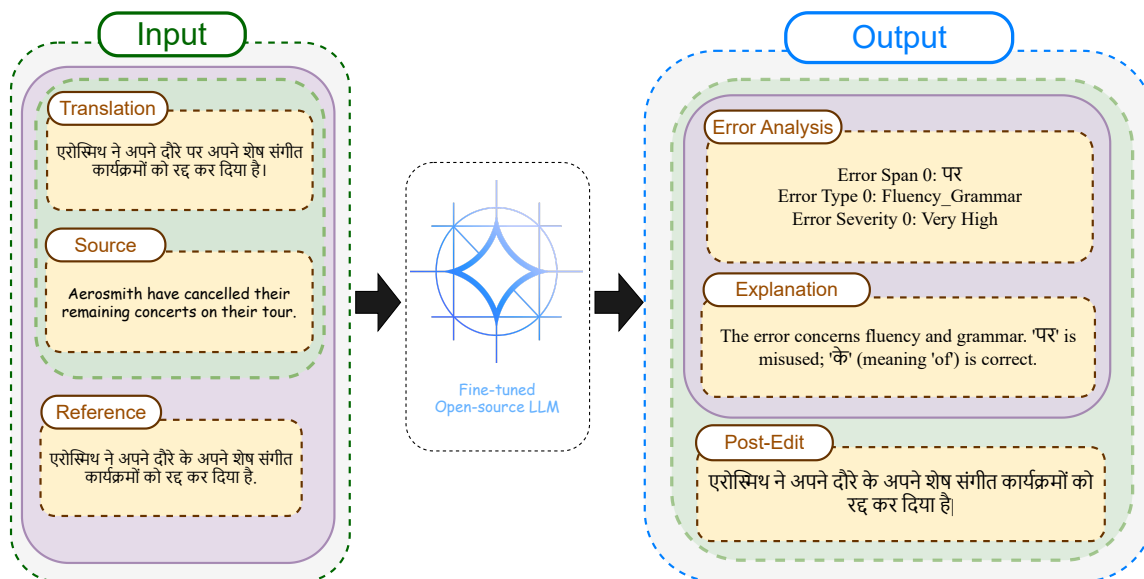 Input
Translation
एरोस्मिथ ने अपने दौरे पर अपने शेष संगीत
कार्यक्रमों को रद्द कर दिया है।
Source
Aerosmith have cancelled their
remaining concerts on their tour.
Reference
एरोस्मिथ ने अपने दौरे के अपने शेष संगीत
कार्यक्रमों को रद्द कर दिया है.
Fine-tuned
Open-source LLM
Output
Error Analysis
Error Span 0: पर
Error Type 0: Fluency_Grammar
Error Severity 0: Very High
Explanation
The error concerns fluency and grammar. 'पर' is
misused; 'के' (meaning 'of') is correct.
Post-Edit
एरोस्मिथ ने अपने दौरे के अपने शेष संगीत कार्यक्रमों को
रद्द कर दिया है|